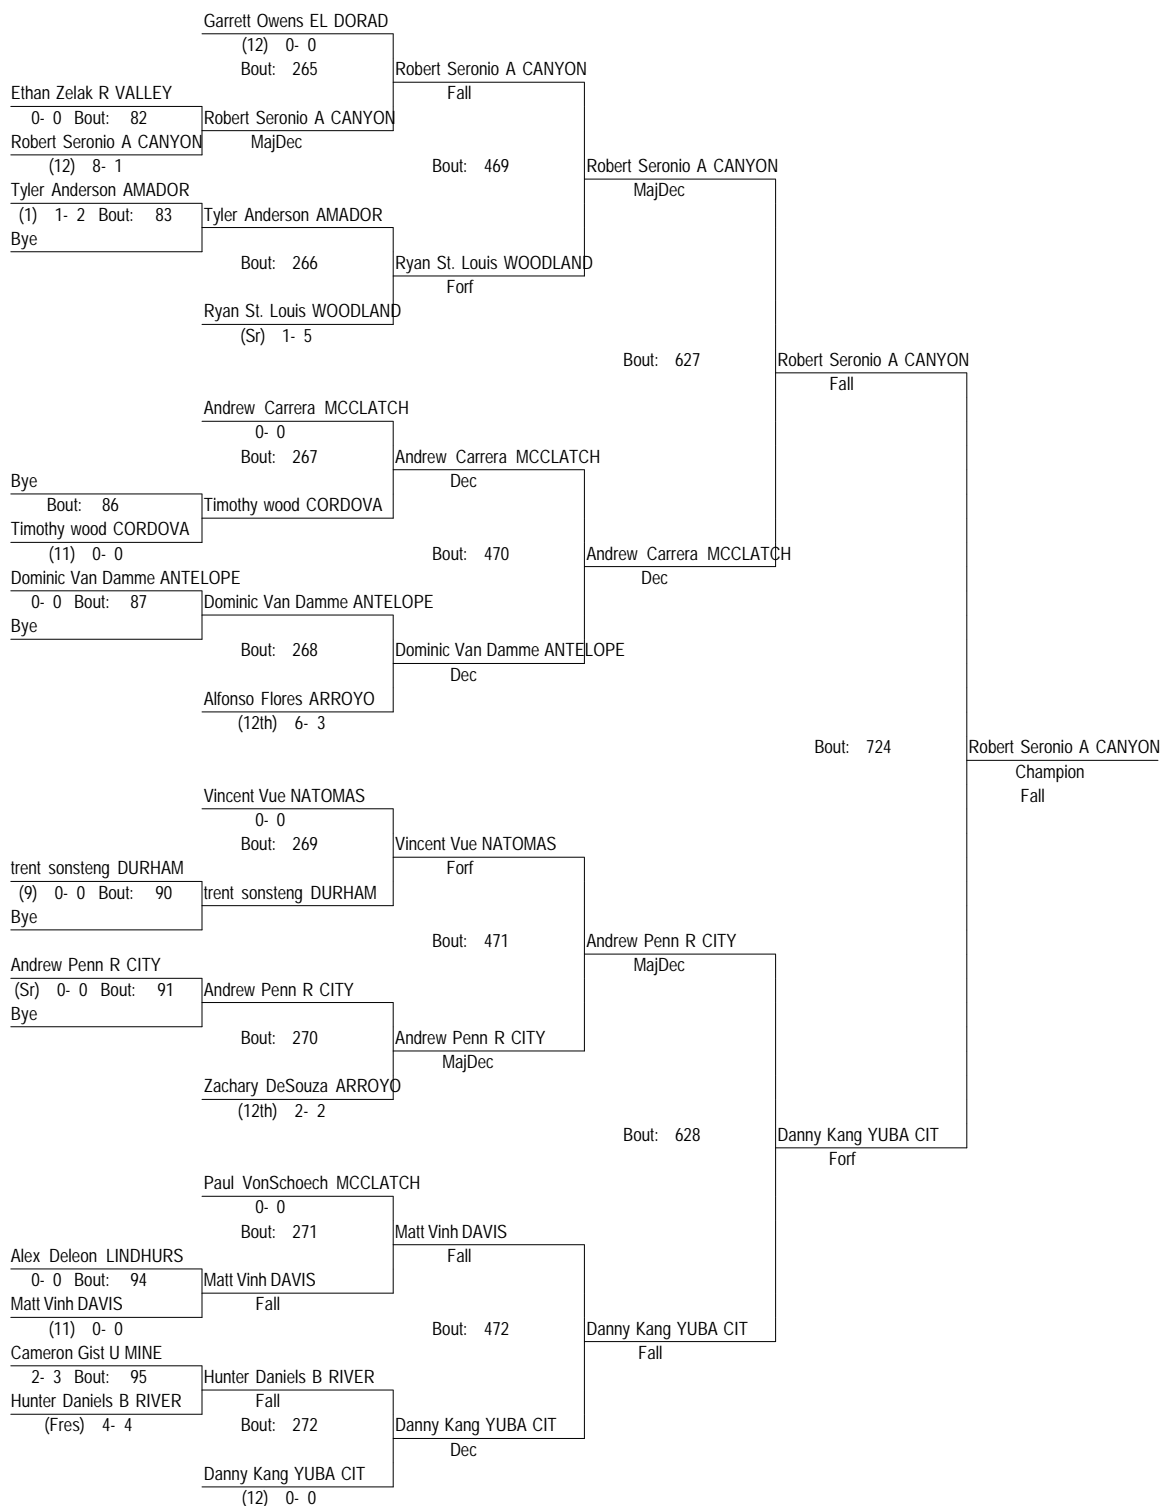 Garrett Owens EL DORAD
(12) 0- 0
Bout: 265
Robert Seronio A CANYON
Fall
Ethan Zelak R VALLEY
0- 0 Bout: 82
Robert Seronio A CANYON
MajDec
Robert Seronio A CANYON
(12) 8- 1
Bout: 469
Robert Seronio A CANYON
MajDec
Tyler Anderson AMADOR
(1) 1- 2 Bout: 83
Tyler Anderson AMADOR
Bye
Bout: 266
Ryan St. Louis WOODLAND
Forf
Ryan St. Louis WOODLAND
(Sr) 1- 5
Bout: 627
Robert Seronio A CANYON
Fall
Andrew Carrera MCCLATCH
0- 0
Bout: 267
Andrew Carrera MCCLATCH
Dec
Bye
Bout: 86
Timothy wood CORDOVA
Timothy wood CORDOVA
(11) 0- 0
Bout: 470
Andrew Carrera MCCLATCH
Dec
Dominic Van Damme ANTELOPE
0- 0 Bout: 87
Dominic Van Damme ANTELOPE
Bye
Bout: 268
Dominic Van Damme ANTELOPE
Dec
Alfonso Flores ARROYO
(12th) 6- 3
Bout: 724
Robert Seronio A CANYON
Champion
Fall
Vincent Vue NATOMAS
0- 0
Bout: 269
Vincent Vue NATOMAS
Forf
trent sonsteng DURHAM
(9) 0- 0 Bout: 90
trent sonsteng DURHAM
Bye
Bout: 471
Andrew Penn R CITY
MajDec
Andrew Penn R CITY
(Sr) 0- 0 Bout: 91
Andrew Penn R CITY
Bye
Bout: 270
Andrew Penn R CITY
MajDec
Zachary DeSouza ARROYO
(12th) 2- 2
Bout: 628
Danny Kang YUBA CIT
Forf
Paul VonSchoech MCCLATCH
0- 0
Bout: 271
Matt Vinh DAVIS
Fall
Alex Deleon LINDHURS
0- 0 Bout: 94
Matt Vinh DAVIS
Fall
Matt Vinh DAVIS
(11) 0- 0
Bout: 472
Danny Kang YUBA CIT
Fall
Cameron Gist U MINE
2- 3 Bout: 95
Hunter Daniels B RIVER
Fall
Hunter Daniels B RIVER
(Fres) 4- 4
Bout: 272
Danny Kang YUBA CIT
Dec
Danny Kang YUBA CIT
(12) 0- 0